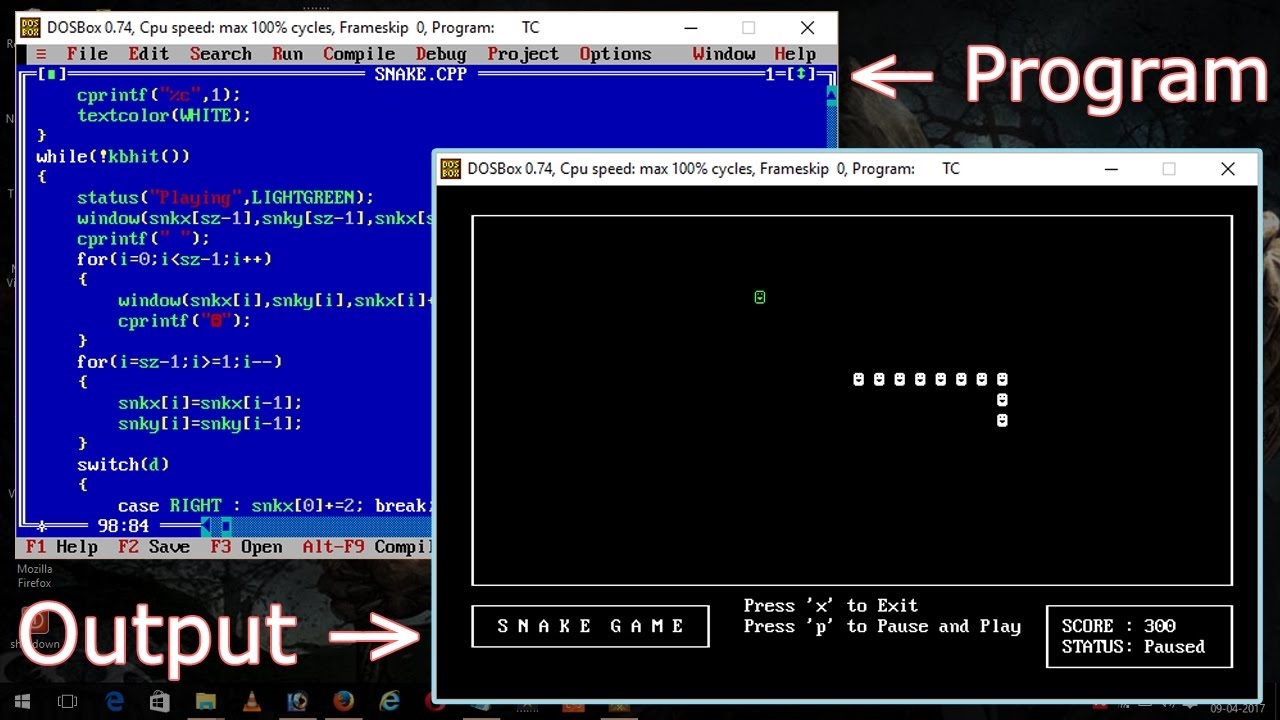 DOSBox 0.74, Cpu speed: max 100% cycles, Frameskip 0, Program: TC
≡ File Edit Search Run Compile Debug Project Options Window Help
[■] SNAKE.CPP 1=[↕]
cprintf("%c",1);
textcolor(WHITE);
}
while(!kbhit())
{
status("Playing",LIGHTGREEN);
window(snkx[sz-1],snky[sz-1],snkx[s
cprintf(" ");
for(i=0;i<sz-1;i++)
{
window(snkx[i],snky[i],snkx[i]+
cprintf("☻");
}
for(i=sz-1;i>=1;i--)
{
snkx[i]=snkx[i-1];
snky[i]=snky[i-1];
}
switch(d)
{
case RIGHT : snkx[0]+=2; break;
98:84
F1 Help F2 Save F3 Open Alt-F9 Compil
← Program
DOSBox 0.74, Cpu speed: max 100% cycles, Frameskip 0, Program: TC
SNAKE GAME
Press 'x' to Exit
Press 'p' to Pause and Play
SCORE : 300
STATUS: Paused
Mozilla
Firefox
Output →
shutdown
09-04-2017